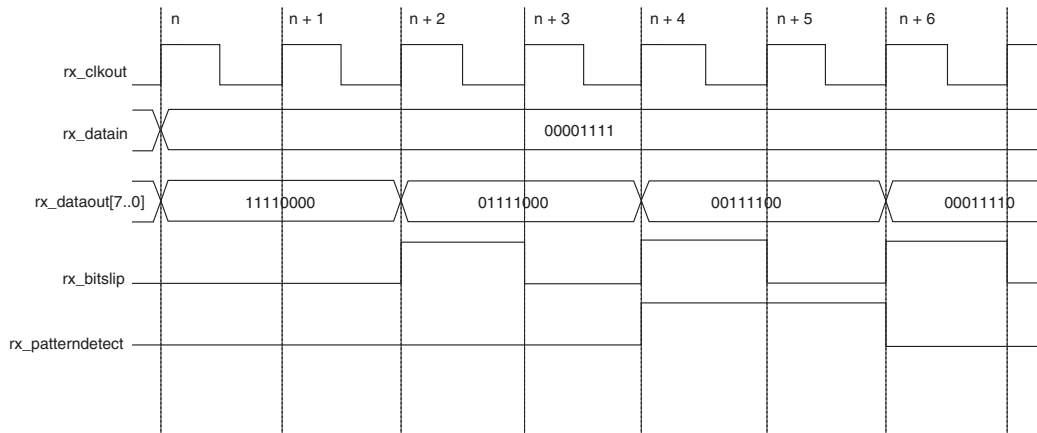 n n + 1 n + 2 n + 3 n + 4 n + 5 n + 6
rx_clkout
rx_datain 00001111
rx_dataout[7..0] 11110000 01111000 00111100 00011110
rx_bitslip
rx_patterndetect